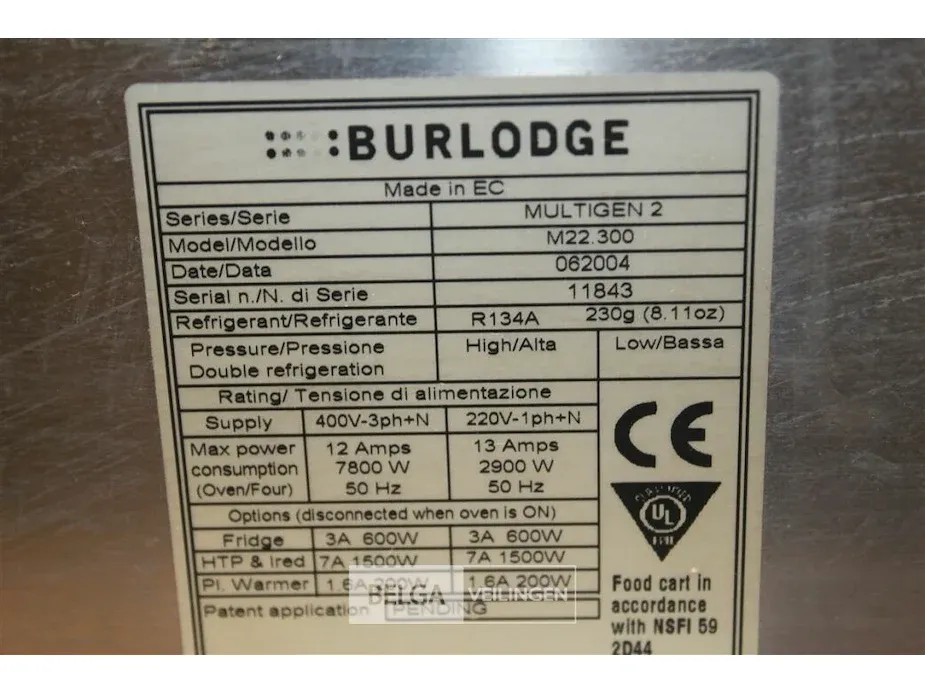 BURLODGE
Made in EC
Series/Serie MULTIGEN 2
Model/Modello M22.300
Date/Data 062004
Serial n./N. di Serie 11843
Refrigerant/Refrigerante R134A 230g (8.11oz)
Pressure/Pressione High/Alta Low/Bassa
Double refrigeration
Rating/ Tensione di alimentazione
Supply 400V-3ph+N 220V-1ph+N
Max power 12 Amps 13 Amps
consumption 7800 W 2900 W
(Oven/Four) 50 Hz 50 Hz
CE
Options (disconnected when oven is ON)
Fridge 3A 600W 3A 600W
HTP & Ired 7A 1500W 7A 1500W
Pl. Warmer 1.6A 200W 1.6A 200W
Patent application PENDING
UL
EPH
Food cart in
accordance
with NSFI 59
2D44
BELGA VEILINGEN